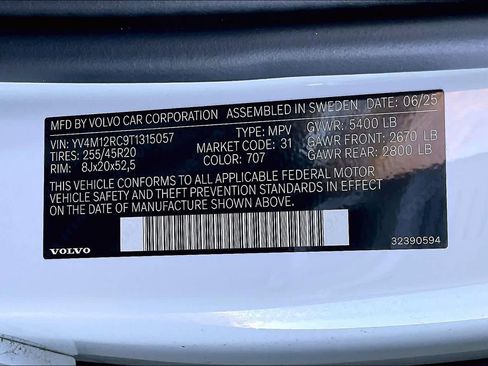 MFD BY VOLVO CAR CORPORATION ASSEMBLED IN SWEDEN DATE: 06/25
VIN: YV4M12RC9T1315057 TYPE: MPV GVWR: 5400 LB
TIRES: 255/45R20 MARKET CODE: 31 GAWR FRONT: 2670 LB
RIM: 8Jx20x52,5 COLOR: 707 GAWR REAR: 2800 LB
THIS VEHICLE CONFORMS TO ALL APPLICABLE FEDERAL MOTOR
VEHICLE SAFETY AND THEFT PREVENTION STANDARDS IN EFFECT
ON THE DATE OF MANUFACTURE SHOWN ABOVE.
VOLVO 32390594